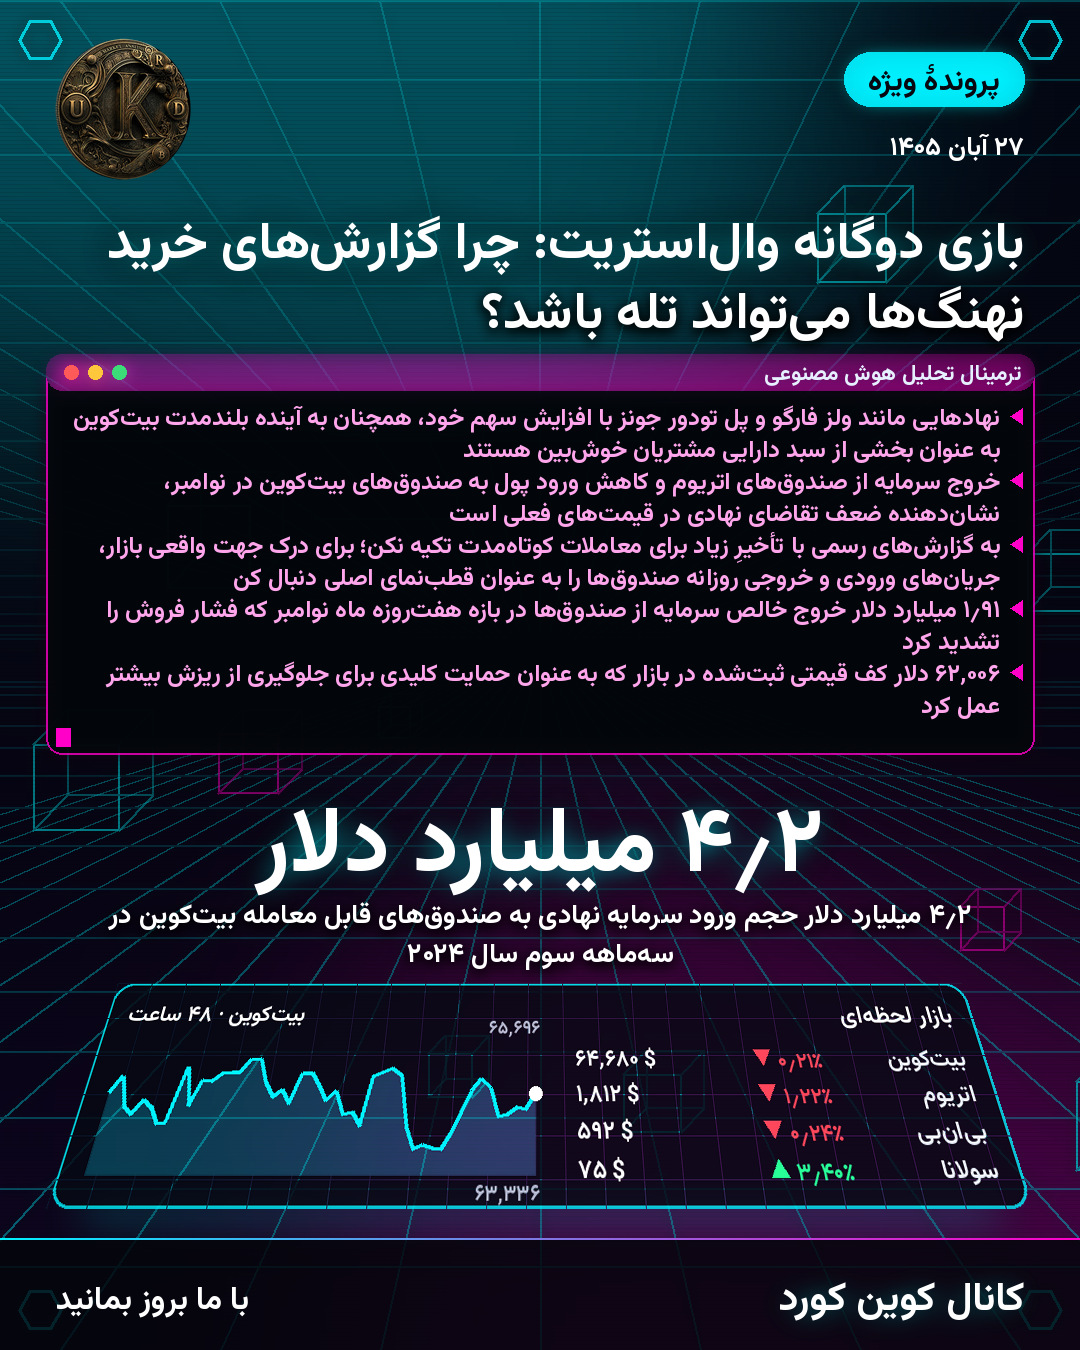 پروندهٔ ویژه
۲۷ آبان ۱۴۰۵
K
U
R
D
B
بازی دوگانه وال‌استریت: چرا گزارش‌های خرید
نهنگ‌ها می‌تواند تله باشد؟
ترمینال تحلیل هوش مصنوعی
نهادهایی مانند ولز فارگو و پل تودور جونز با افزایش سهم خود، همچنان به آینده بلندمدت بیت‌کوین
به عنوان بخشی از سبد دارایی مشتریان خوش‌بین هستند
خروج سرمایه از صندوق‌های اتریوم و کاهش ورود پول به صندوق‌های بیت‌کوین در نوامبر،
نشان‌دهنده ضعف تقاضای نهادی در قیمت‌های فعلی است
به گزارش‌های رسمی با تأخیرِ زیاد برای معاملات کوتاه‌مدت تکیه نکن؛ برای درک جهت واقعی بازار،
جریان‌های ورودی و خروجی روزانه صندوق‌ها را به عنوان قطب‌نمای اصلی دنبال کن
۱٫۹۱ میلیارد دلار خروج خالص سرمایه از صندوق‌ها در بازه هفت‌روزه ماه نوامبر که فشار فروش را
تشدید کرد
۶۲,۰۰۶ دلار کف قیمتی ثبت‌شده در بازار که به عنوان حمایت کلیدی برای جلوگیری از ریزش بیشتر
عمل کرد
۴٫۲ میلیارد دلار
۴٫۲ میلیارد دلار حجم ورود سرمایه نهادی به صندوق‌های قابل معامله بیت‌کوین در
سه‌ماهه سوم سال ۲۰۲۴
بازار لحظه‌ای
بیت‌کوین ▼ ۰٫۲۱٪ ۶۴,۶۸۰ $
اتریوم ▼ ۱٫۲۲٪ ۱,۸۱۲ $
بی‌ان‌بی ▼ ۰٫۲۴٪ ۵۹۲ $
سولانا ▲ ۳٫۴۰٪ ۷۵ $
بیت‌کوین · ۴۸ ساعت
۶۵,۶۹۶
۶۳,۳۳۶
کانال کوین کورد
با ما بروز بمانید